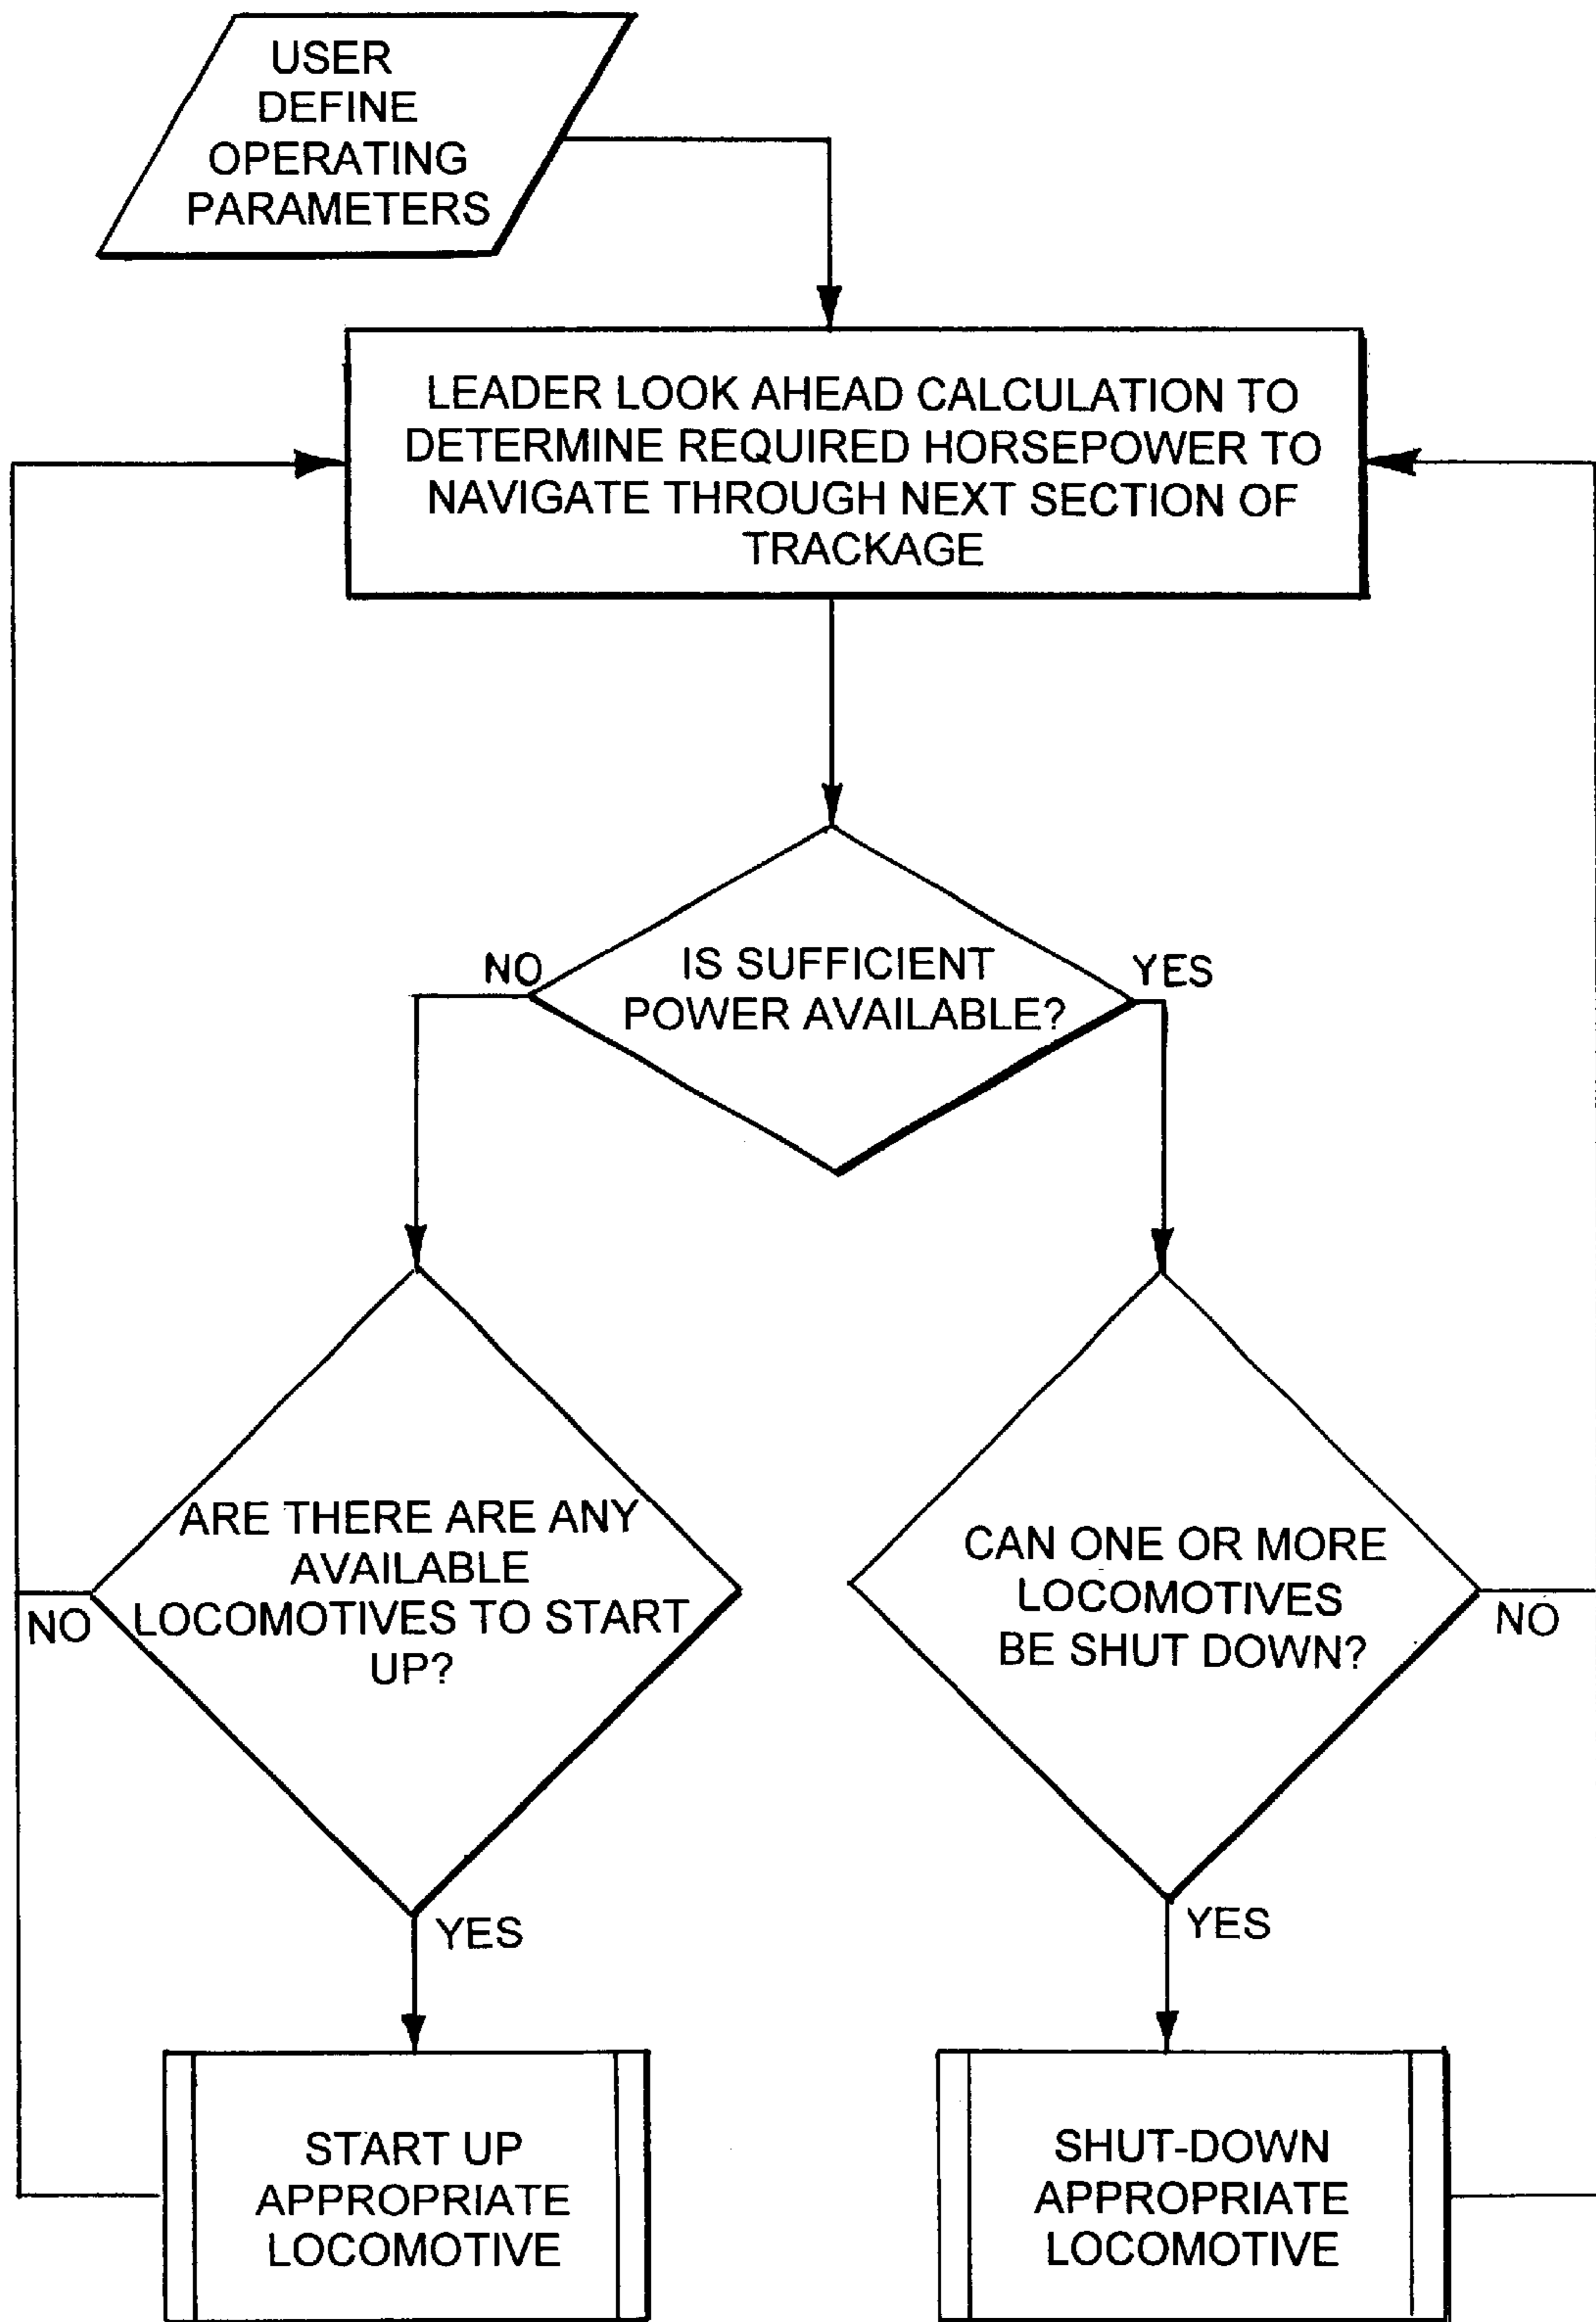 USER
DEFINE
OPERATING
PARAMETERS
LEADER LOOK AHEAD CALCULATION TO
DETERMINE REQUIRED HORSEPOWER TO
NAVIGATE THROUGH NEXT SECTION OF
TRACKAGE
NO
IS SUFFICIENT
POWER AVAILABLE?
YES
ARE THERE ARE ANY
AVAILABLE
LOCOMOTIVES TO START
UP?
NO
YES
CAN ONE OR MORE
LOCOMOTIVES
BE SHUT DOWN?
NO
YES
START UP
APPROPRIATE
LOCOMOTIVE
SHUT-DOWN
APPROPRIATE
LOCOMOTIVE